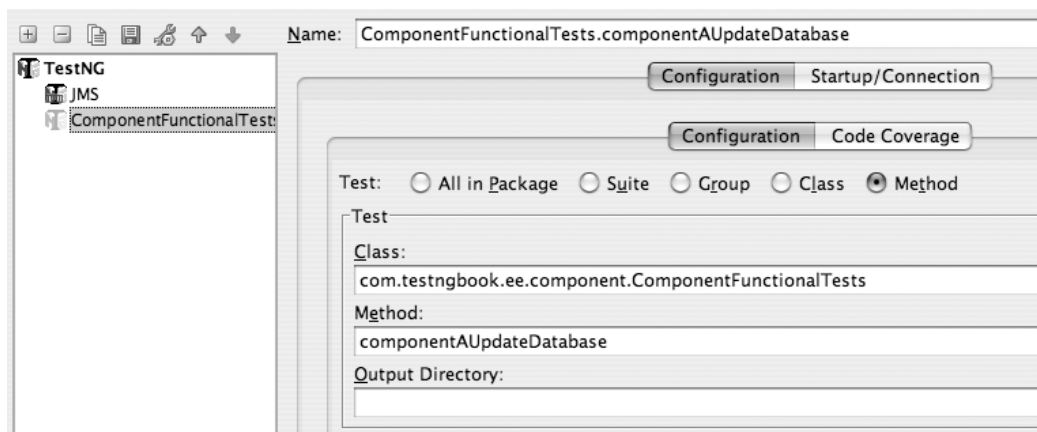 Name: ComponentFunctionalTests.componentAUpdateDatabase
TestNG
JMS
ComponentFunctionalTests
Configuration Startup/Connection
Configuration Code Coverage
Test: All in Package Suite Group Class Method
Test
Class:
com.testngbook.ee.component.ComponentFunctionalTests
Method:
componentAUpdateDatabase
Output Directory: